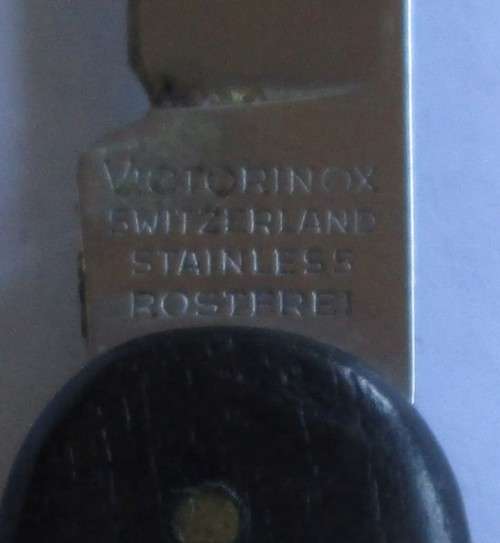 VICTORINOX
SWITZERLAND
STAINLESS
ROSTFREI